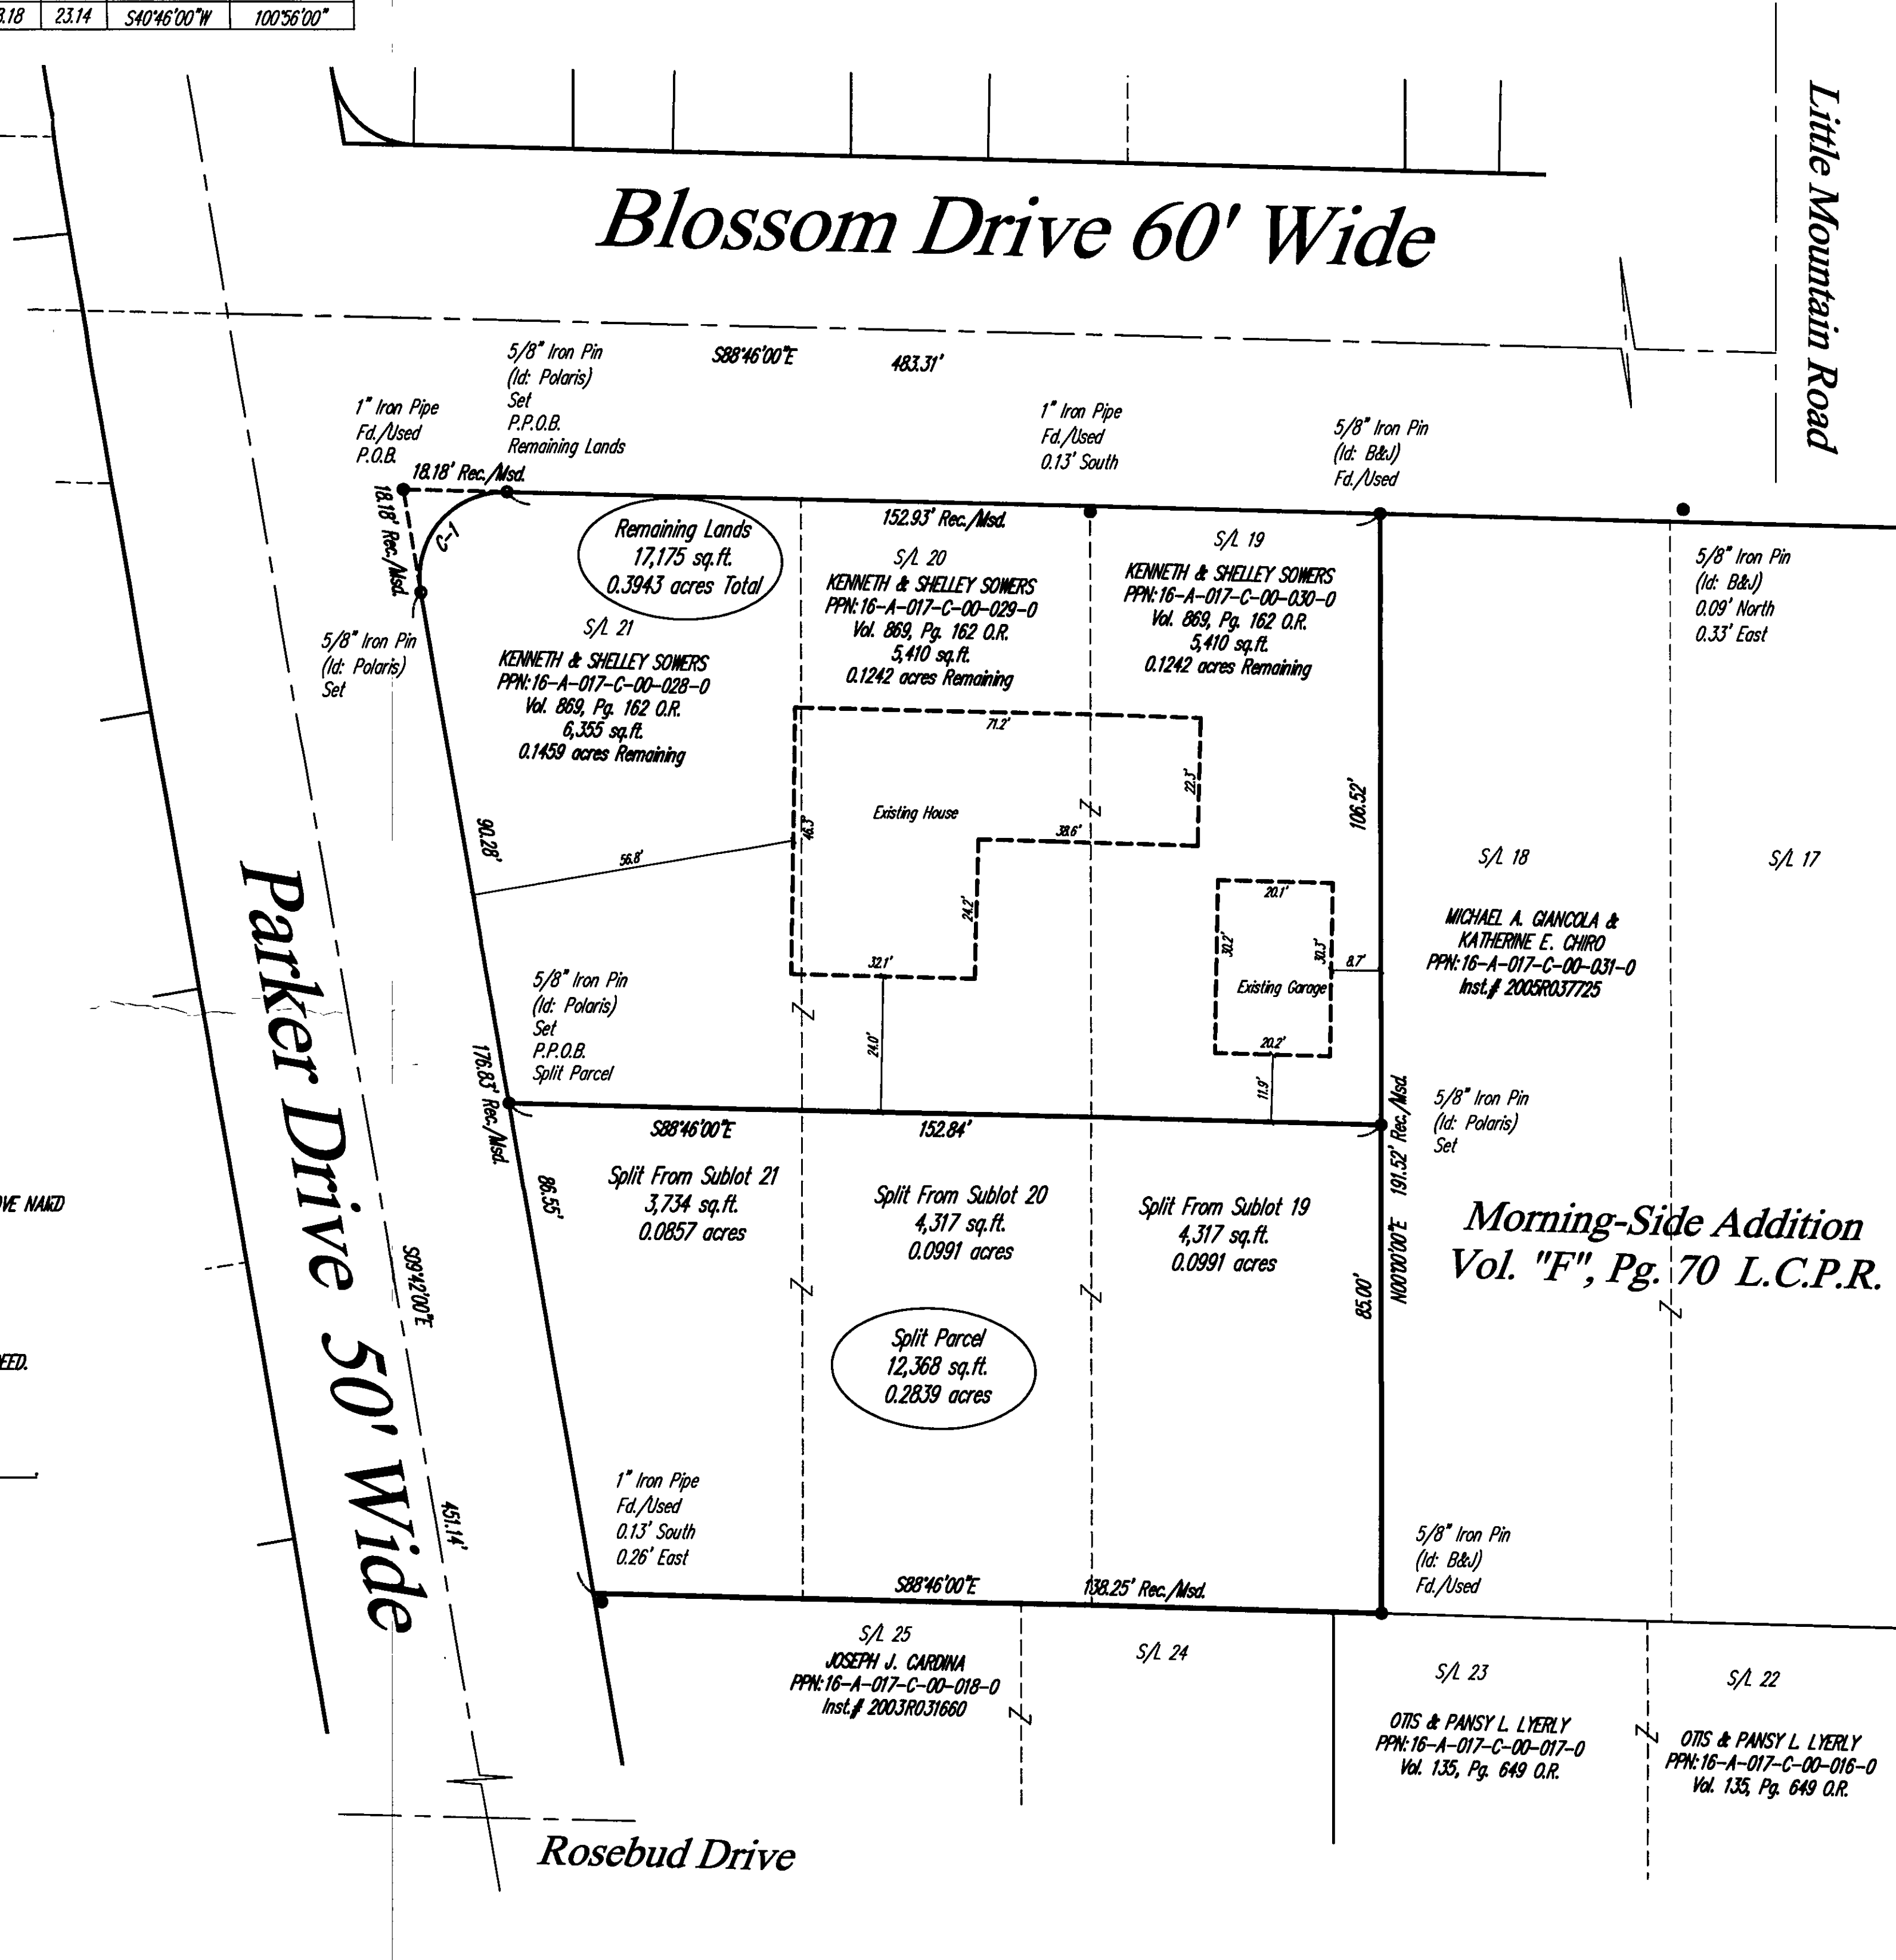 23.14 S40°46'00"W 100°56'00"
Little Mountain Road
Blossom Drive 60' Wide
S88°46'00"E 483.31'
5/8" Iron Pin
(Id: Polaris)
Set
P.P.O.B.
Remaining Lands
1" Iron Pipe
Fd./Used
P.O.B.
1" Iron Pipe
Fd./Used
0.13' South
5/8" Iron Pin
(Id: B&J)
Fd./Used
18.18' Rec./Msd.
18.18' Rec./Msd.
C-1
152.93' Rec./Msd.
Remaining Lands
17,175 sq.ft.
0.3943 acres Total
5/8" Iron Pin
(Id: Polaris)
Set
S/L 21
KENNETH & SHELLEY SOWERS
PPN:16-A-017-C-00-028-0
Vol. 869, Pg. 162 O.R.
6,355 sq.ft.
0.1459 acres Remaining
S/L 20
KENNETH & SHELLEY SOWERS
PPN:16-A-017-C-00-029-0
Vol. 869, Pg. 162 O.R.
5,410 sq.ft.
0.1242 acres Remaining
S/L 19
KENNETH & SHELLEY SOWERS
PPN:16-A-017-C-00-030-0
Vol. 869, Pg. 162 O.R.
5,410 sq.ft.
0.1242 acres Remaining
5/8" Iron Pin
(Id: B&J)
0.09' North
0.33' East
71.2'
22.3'
Existing House
46.3'
38.6'
24.2'
32.1'
56.8'
90.28'
106.52'
20.1'
30.2'
30.3'
Existing Garage
8.7'
20.2'
11.9'
24.0'
S/L 18
S/L 17
MICHAEL A. GIANCOLA &
KATHERINE E. CHIRO
PPN:16-A-017-C-00-031-0
Inst.# 2005R037725
Parker Drive 50' Wide
5/8" Iron Pin
(Id: Polaris)
Set
P.P.O.B.
Split Parcel
176.83' Rec./Msd.
S88°46'00"E 152.84'
5/8" Iron Pin
(Id: Polaris)
Set
N00°00'00"E 191.52' Rec./Msd.
86.55'
85.00'
Split From Sublot 21
3,734 sq.ft.
0.0857 acres
Split From Sublot 20
4,317 sq.ft.
0.0991 acres
Split From Sublot 19
4,317 sq.ft.
0.0991 acres
Morning-Side Addition
Vol. "F", Pg. 70 L.C.P.R.
S09°42'00"E
451.14'
Split Parcel
12,368 sq.ft.
0.2839 acres
1" Iron Pipe
Fd./Used
0.13' South
0.26' East
5/8" Iron Pin
(Id: B&J)
Fd./Used
S88°46'00"E 138.25' Rec./Msd.
S/L 25
JOSEPH J. CARDINA
PPN:16-A-017-C-00-018-0
Inst.# 2003R031660
S/L 24
S/L 23
OTIS & PANSY L. LYERLY
PPN:16-A-017-C-00-017-0
Vol. 135, Pg. 649 O.R.
S/L 22
OTIS & PANSY L. LYERLY
PPN:16-A-017-C-00-016-0
Vol. 135, Pg. 649 O.R.
Rosebud Drive